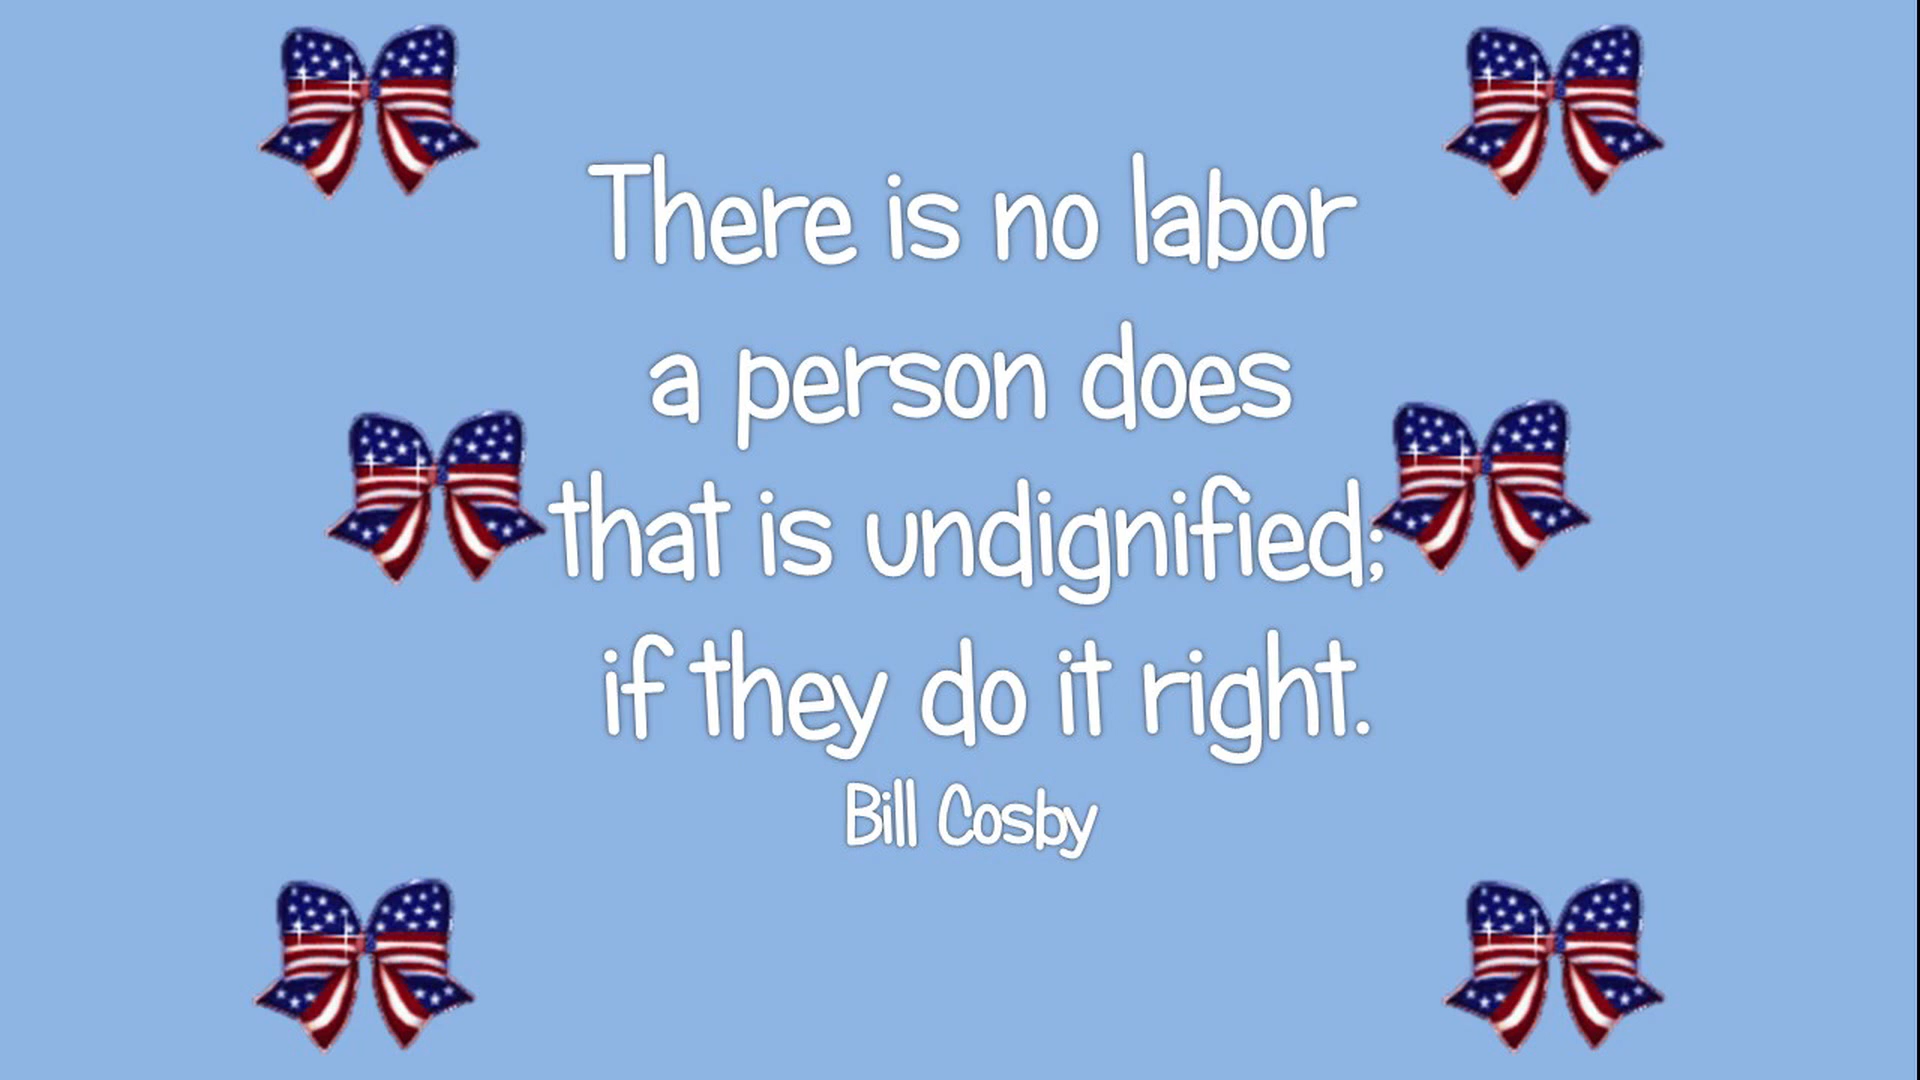 There is no labor
a person does
that is undignified;
if they do it right.
Bill Cosby